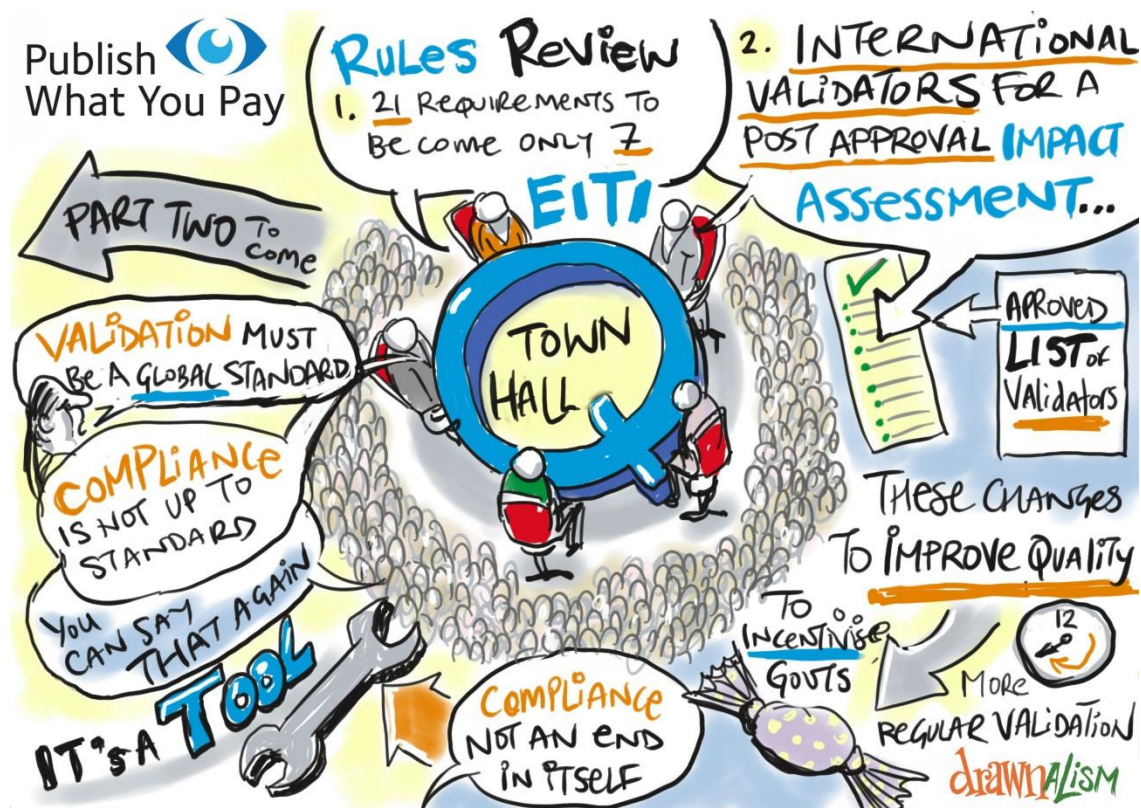 Publish
What You Pay
RULES REVIEW
1. 21 REQUIREMENTS TO
BECOME ONLY 7
EITI
2. INTERNATIONAL
VALIDATORS FOR A
POST APPROVAL IMPACT
ASSESSMENT...
PART TWO TO
COME
APROVED
LIST OF
VALIDATORS
TOWN
HALL
VALIDATION MUST
BE A GLOBAL STANDARD
COMPLIANCE
IS NOT UP TO
STANDARD
YOU
CAN SAY
THAT AGAIN
IT'S A TOOL
THESE CHANGES
TO IMPROVE QUALITY
12
MORE
REGULAR VALIDATION
TO
INCENTIVISE
GOVTS
COMPLIANCE
NOT AN END
IN ITSELF
drawnalism